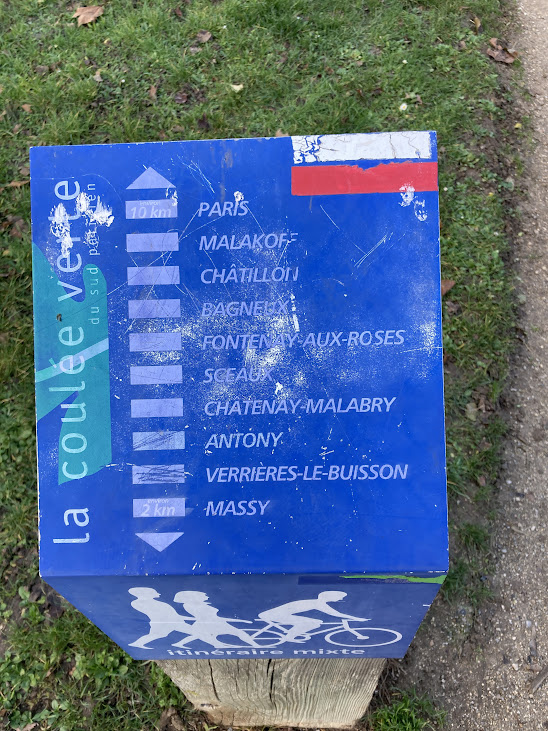 la coulée verte
du sud parisien
10 km PARIS
MALAKOFF
CHÂTILLON
BAGNEUX
FONTENAY-AUX-ROSES
SCEAUX
CHATENAY-MALABRY
ANTONY
VERRIÈRES-LE-BUISSON
2 km MASSY
itinéraire mixte